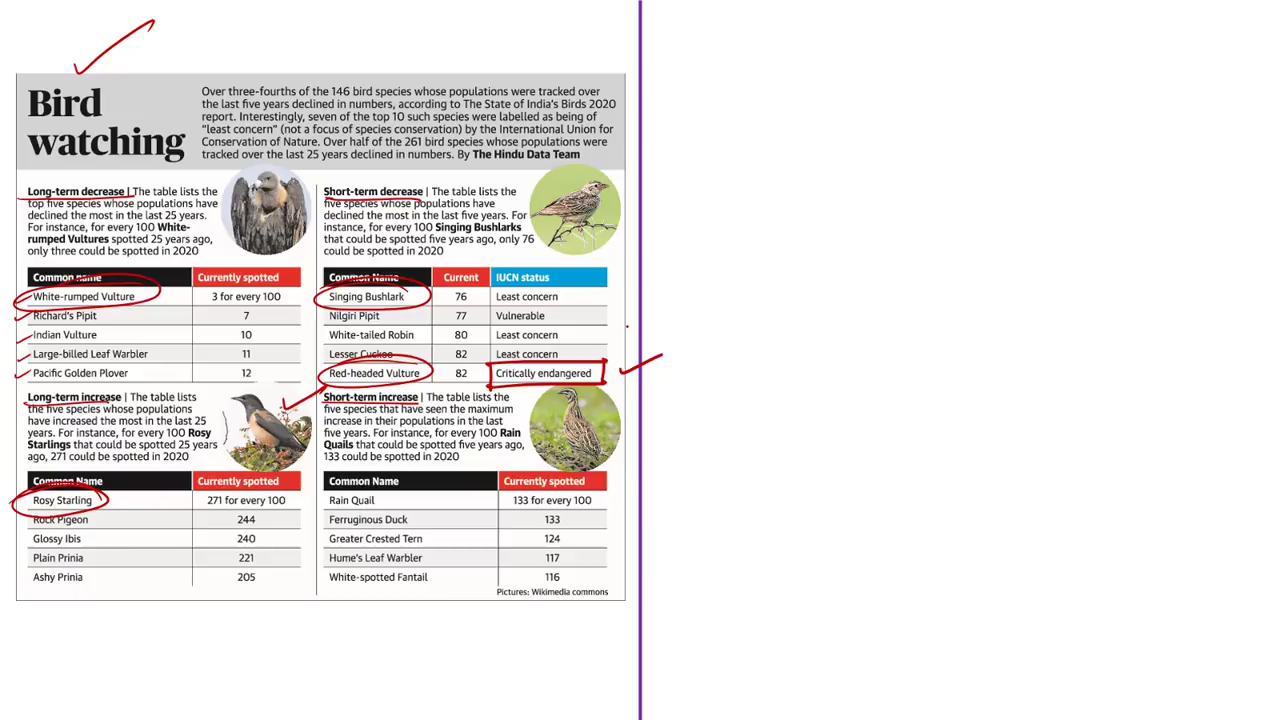 Bird
watching
Over three-fourths of the 146 bird species whose populations were tracked over
the last five years declined in numbers, according to The State of India's Birds 2020
report. Interestingly, seven of the top 10 such species were labelled as being of
"least concern" (not a focus of species conservation) by the International Union for
Conservation of Nature. Over half of the 261 bird species whose populations were
tracked over the last 25 years declined in numbers. By The Hindu Data Team
Long-term decrease | The table lists the
top five species whose populations have
declined the most in the last 25 years.
For instance, for every 100 White-
rumped Vultures spotted 25 years ago,
only three could be spotted in 2020
Common name Currently spotted
White-rumped Vulture 3 for every 100
Richard's Pipit 7
Indian Vulture 10
Large-billed Leaf Warbler 11
Pacific Golden Plover 12
Short-term decrease | The table lists the
five species whose populations have
declined the most in the last five years. For
instance, for every 100 Singing Bushlarks
that could be spotted five years ago, only 76
could be spotted in 2020
Common Name Current IUCN status
Singing Bushlark 76 Least concern
Nilgiri Pipit 77 Vulnerable
White-tailed Robin 80 Least concern
Lesser Cuckoo 82 Least concern
Red-headed Vulture 82 Critically endangered
Long-term increase | The table lists
the five species whose populations
have increased the most in the last 25
years. For instance, for every 100 Rosy
Starlings that could be spotted 25 years
ago, 271 could be spotted in 2020
Common Name Currently spotted
Rosy Starling 271 for every 100
Rock Pigeon 244
Glossy Ibis 240
Plain Prinia 221
Ashy Prinia 205
Short-term increase | The table lists the
five species that have seen the maximum
increase in their populations in the last
five years. For instance, for every 100 Rain
Quails that could be spotted five years ago,
133 could be spotted in 2020
Common Name Currently spotted
Rain Quail 133 for every 100
Ferruginous Duck 133
Greater Crested Tern 124
Hume's Leaf Warbler 117
White-spotted Fantail 116
Pictures: Wikimedia commons